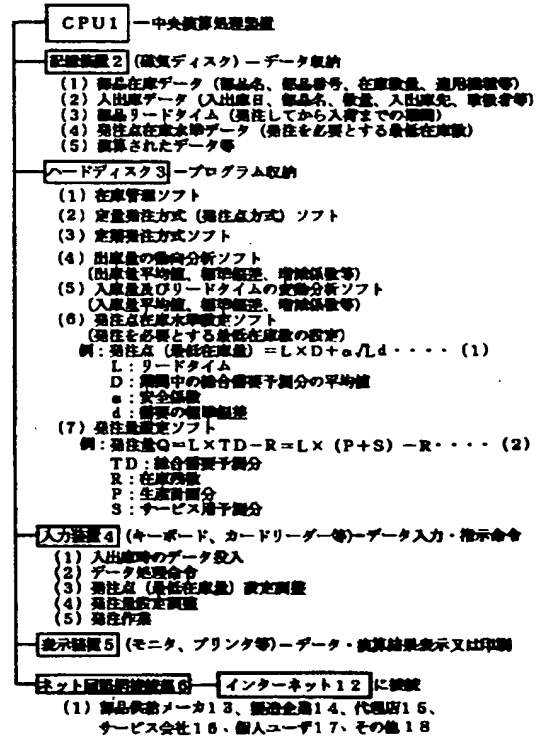 CPU1 ー中央演算処理装置
記憶装置2 (磁気ディスク) ーデータ収納
(1) 部品在庫データ (部品名、部品番号、在庫数量、適用機種等)
(2) 入出庫データ (入出庫日、部品名、数量、入出庫先、取扱者等)
(3) 部品リードタイム (発注してから入荷までの期間)
(4) 発注点在庫水準データ (発注を必要とする最低在庫数)
(5) 演算されたデータ等
ハードディスク3 ープログラム収納
(1) 在庫管理ソフト
(2) 定量発注方式 (発注点方式) ソフト
(3) 定期発注方式ソフト
(4) 出庫量の動向分析ソフト
(出庫量平均値、標準偏差、増減係数等)
(5) 入庫量及びリードタイムの変動分析ソフト
(入庫量平均値、標準偏差、増減係数等)
(6) 発注点在庫水準設定ソフト
(発注を必要とする最低在庫数の設定)
例:発注点 (最低在庫量) =L×D+α√Ld・・・・ (1)
L:リードタイム
D:期間中の総合需要予測分の平均値
α:安全係数
d:需要の標準偏差
(7) 発注量設定ソフト
例:発注量Q=L×TD−R=L× (P+S) −R・・・・ (2)
TD:総合需要予測分
R:在庫残数
P:生産計画分
S:サービス用予測分
入力装置4 (キーボード、カードリーダー等)ーデータ入力・指示命令
(1) 入出庫時のデータ投入
(2) データ処理命令
(3) 発注点 (最低在庫量) 設定調整
(4) 発注量設定調整
(5) 発注作業
表示装置5 (モニタ、プリンタ等) ーデータ・演算結果表示又は印刷
ネット回路網接続器6 インターネット12 に接続
(1) 部品供給メーカ13、製造企業14、代理店15、
サービス会社16、個人ユーザ17、その他18